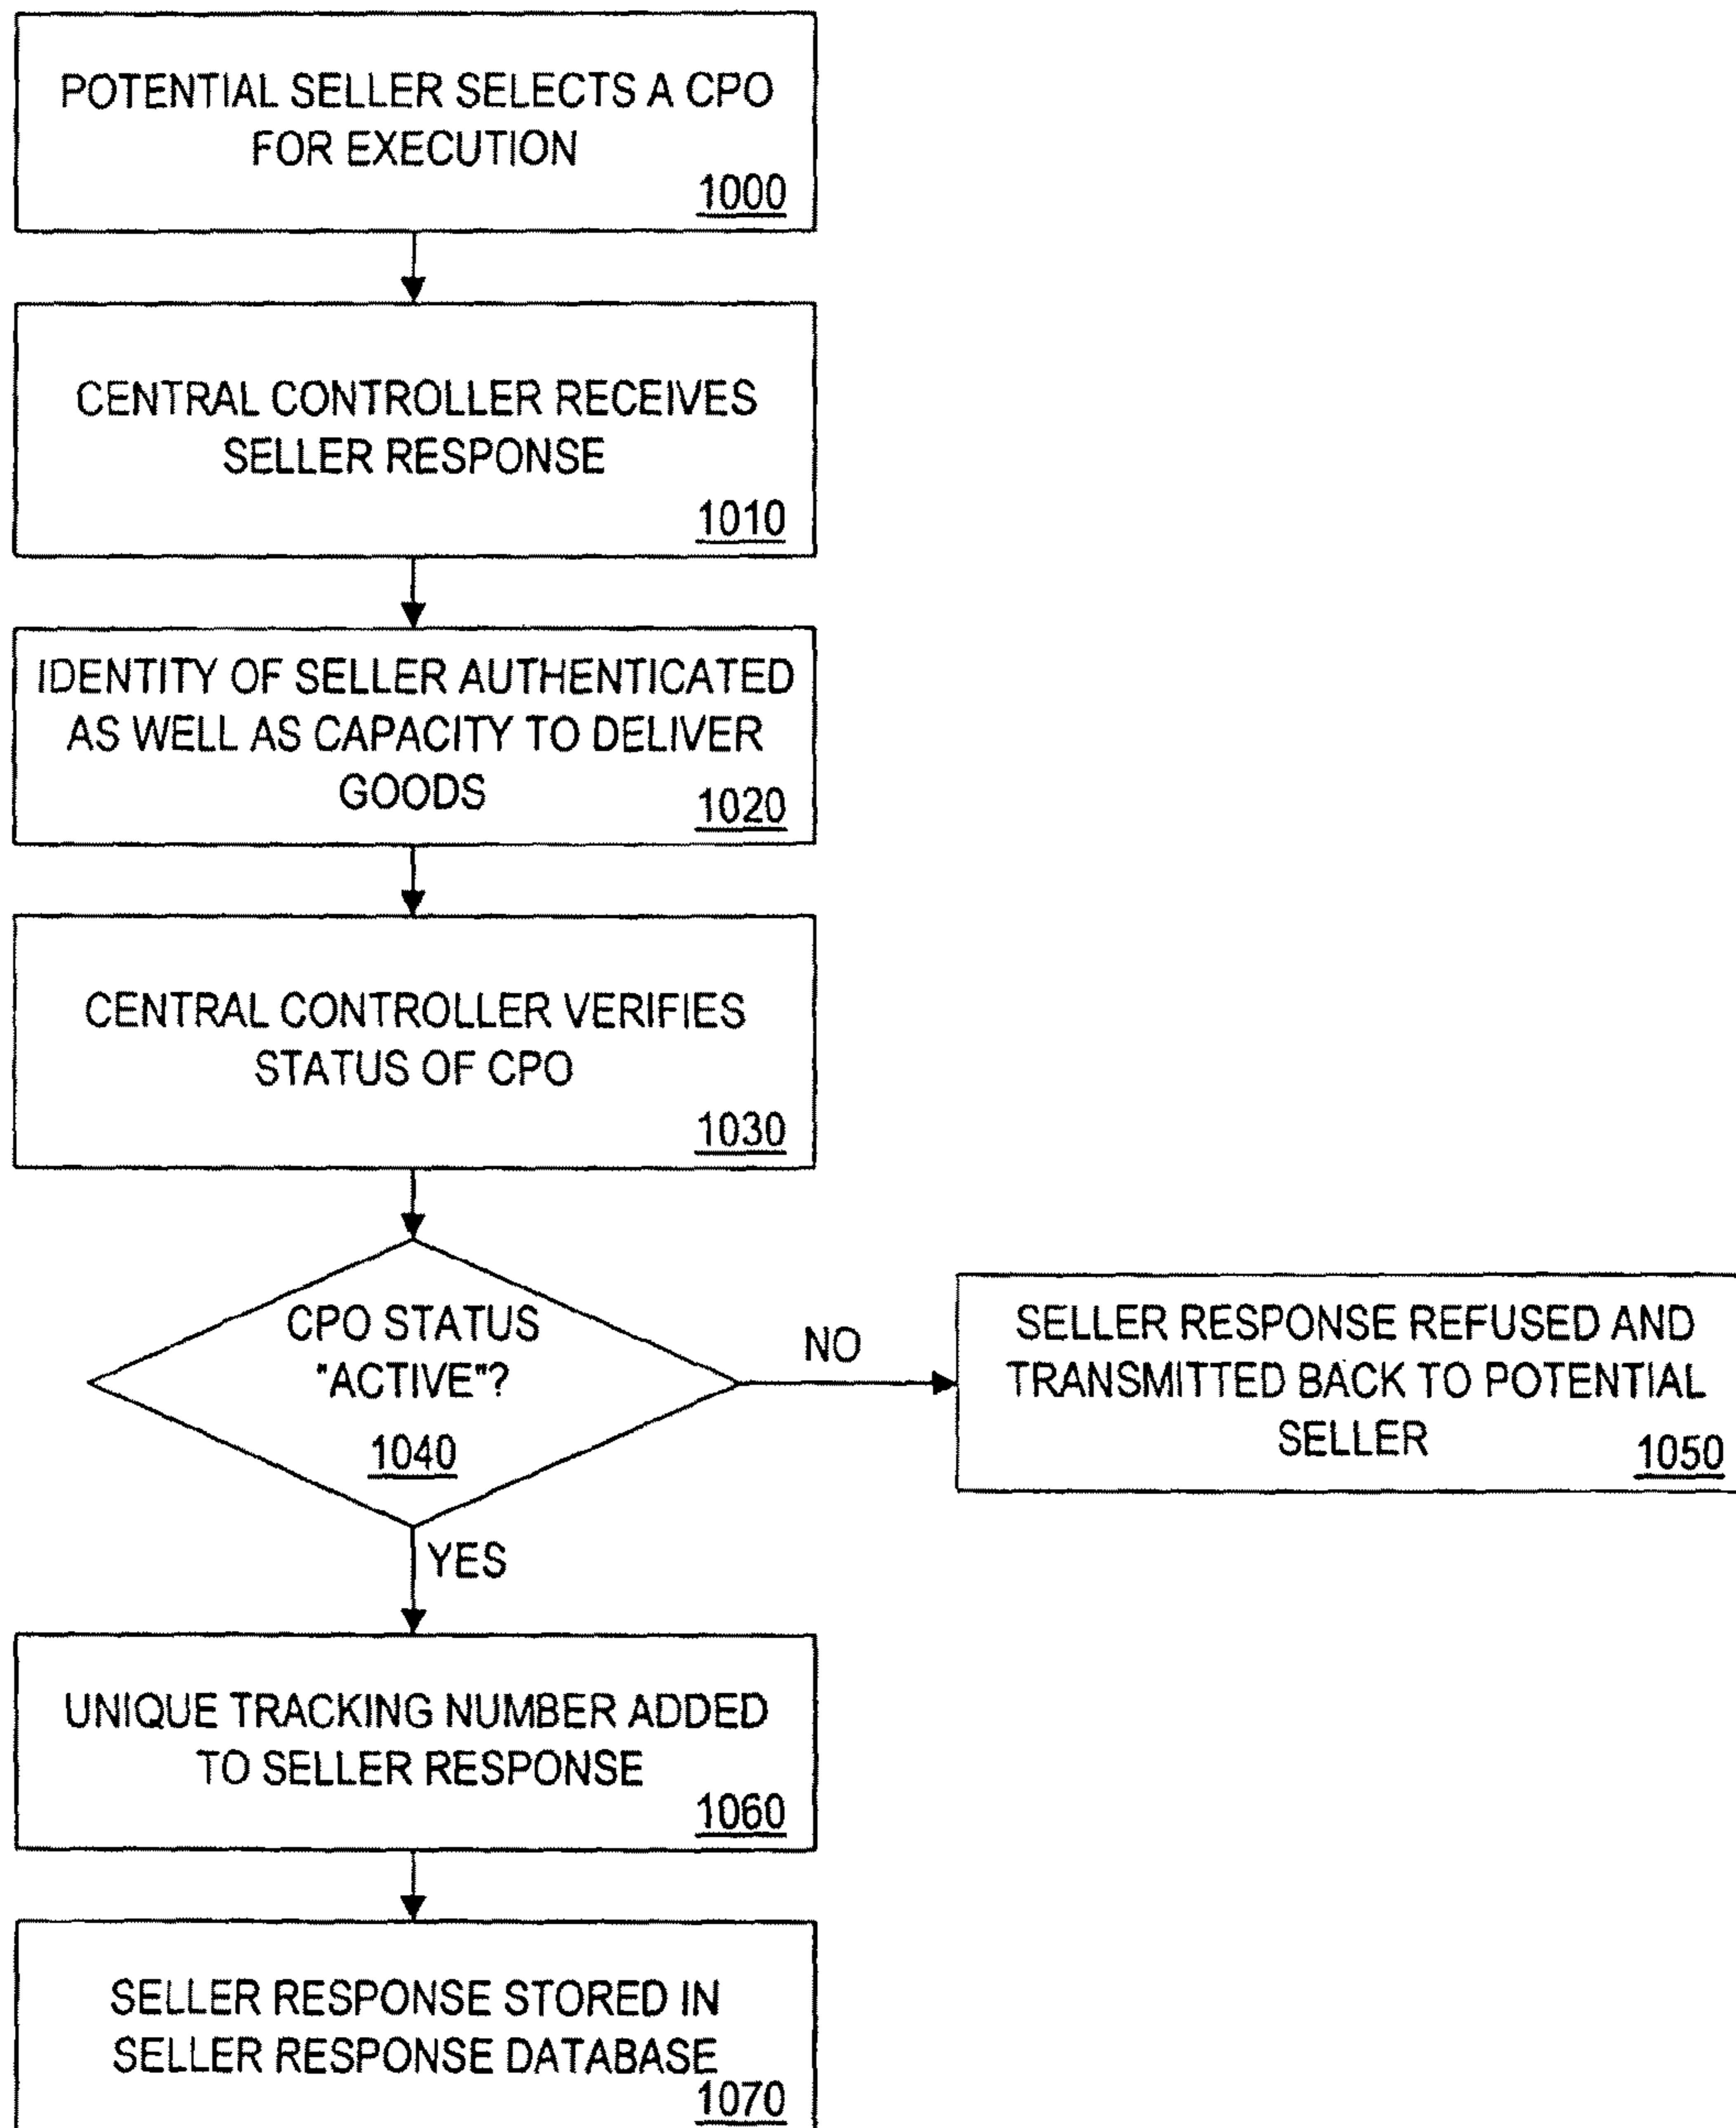 POTENTIAL SELLER SELECTS A CPO
FOR EXECUTION
1000
CENTRAL CONTROLLER RECEIVES
SELLER RESPONSE
1010
IDENTITY OF SELLER AUTHENTICATED
AS WELL AS CAPACITY TO DELIVER
GOODS
1020
CENTRAL CONTROLLER VERIFIES
STATUS OF CPO
1030
CPO STATUS
"ACTIVE"?
1040
NO
SELLER RESPONSE REFUSED AND
TRANSMITTED BACK TO POTENTIAL
SELLER
1050
YES
UNIQUE TRACKING NUMBER ADDED
TO SELLER RESPONSE
1060
SELLER RESPONSE STORED IN
SELLER RESPONSE DATABASE
1070